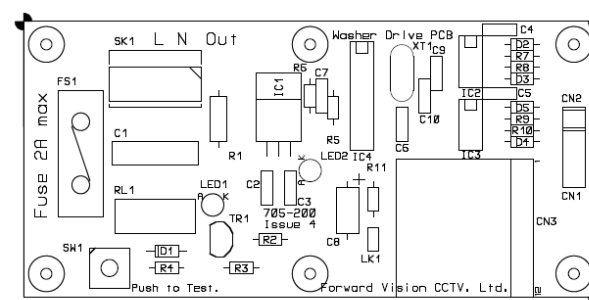 L N Out
Washer Drive PCB
C4
SK1
XT1
D2
R7
C9
R6
R8
FS1
C7
D3
IC1
IC2
C5
CN2
C10
D5
Fuse 2A max
R9
C1
R5
R10
C6
D4
R1
LED2
K
IC4
IC3
A
R11
RL1
LED1
C2
A K
CN1
C3
705-200
TR1
Issue 4
CN3
C8
SW1
R2
D1
LK1
R4
R3
Push to Test.
Forward Vision CCTV. Ltd.